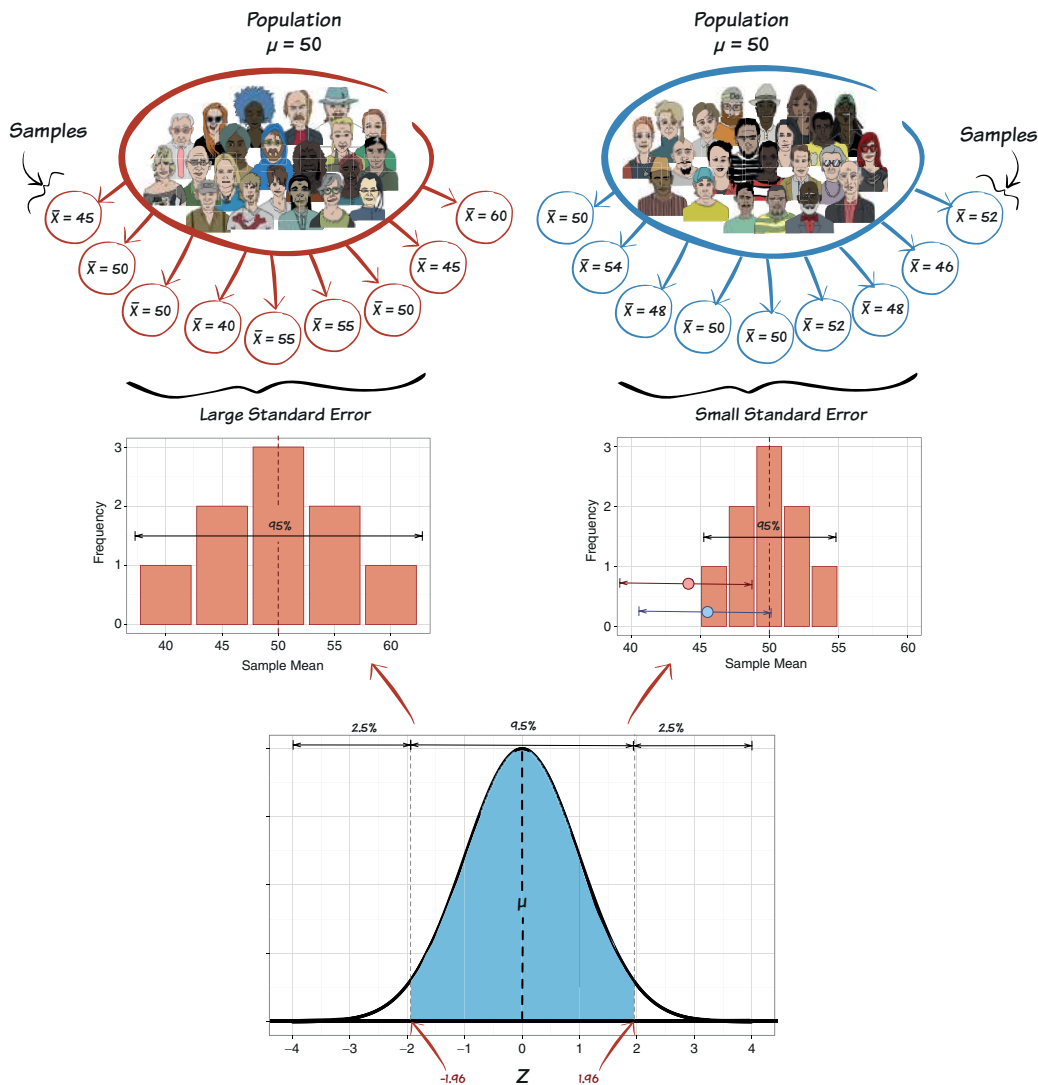 Population
μ = 50
Population
μ = 50
Samples
Samples
X̄ = 45
X̄ = 50
X̄ = 50
X̄ = 40
X̄ = 55
X̄ = 55
X̄ = 50
X̄ = 45
X̄ = 60
X̄ = 50
X̄ = 54
X̄ = 48
X̄ = 50
X̄ = 50
X̄ = 52
X̄ = 48
X̄ = 46
X̄ = 52
Large Standard Error
3
2
1
0
Frequency
95%
40 45 50 55 60
Sample Mean
Small Standard Error
3
2
1
0
Frequency
95%
40 45 50 55 60
Sample Mean
2.5% 9.5% 2.5%
μ
−4 −3 −2 −1 0 1 2 3 4
-1.96 Z 1.96